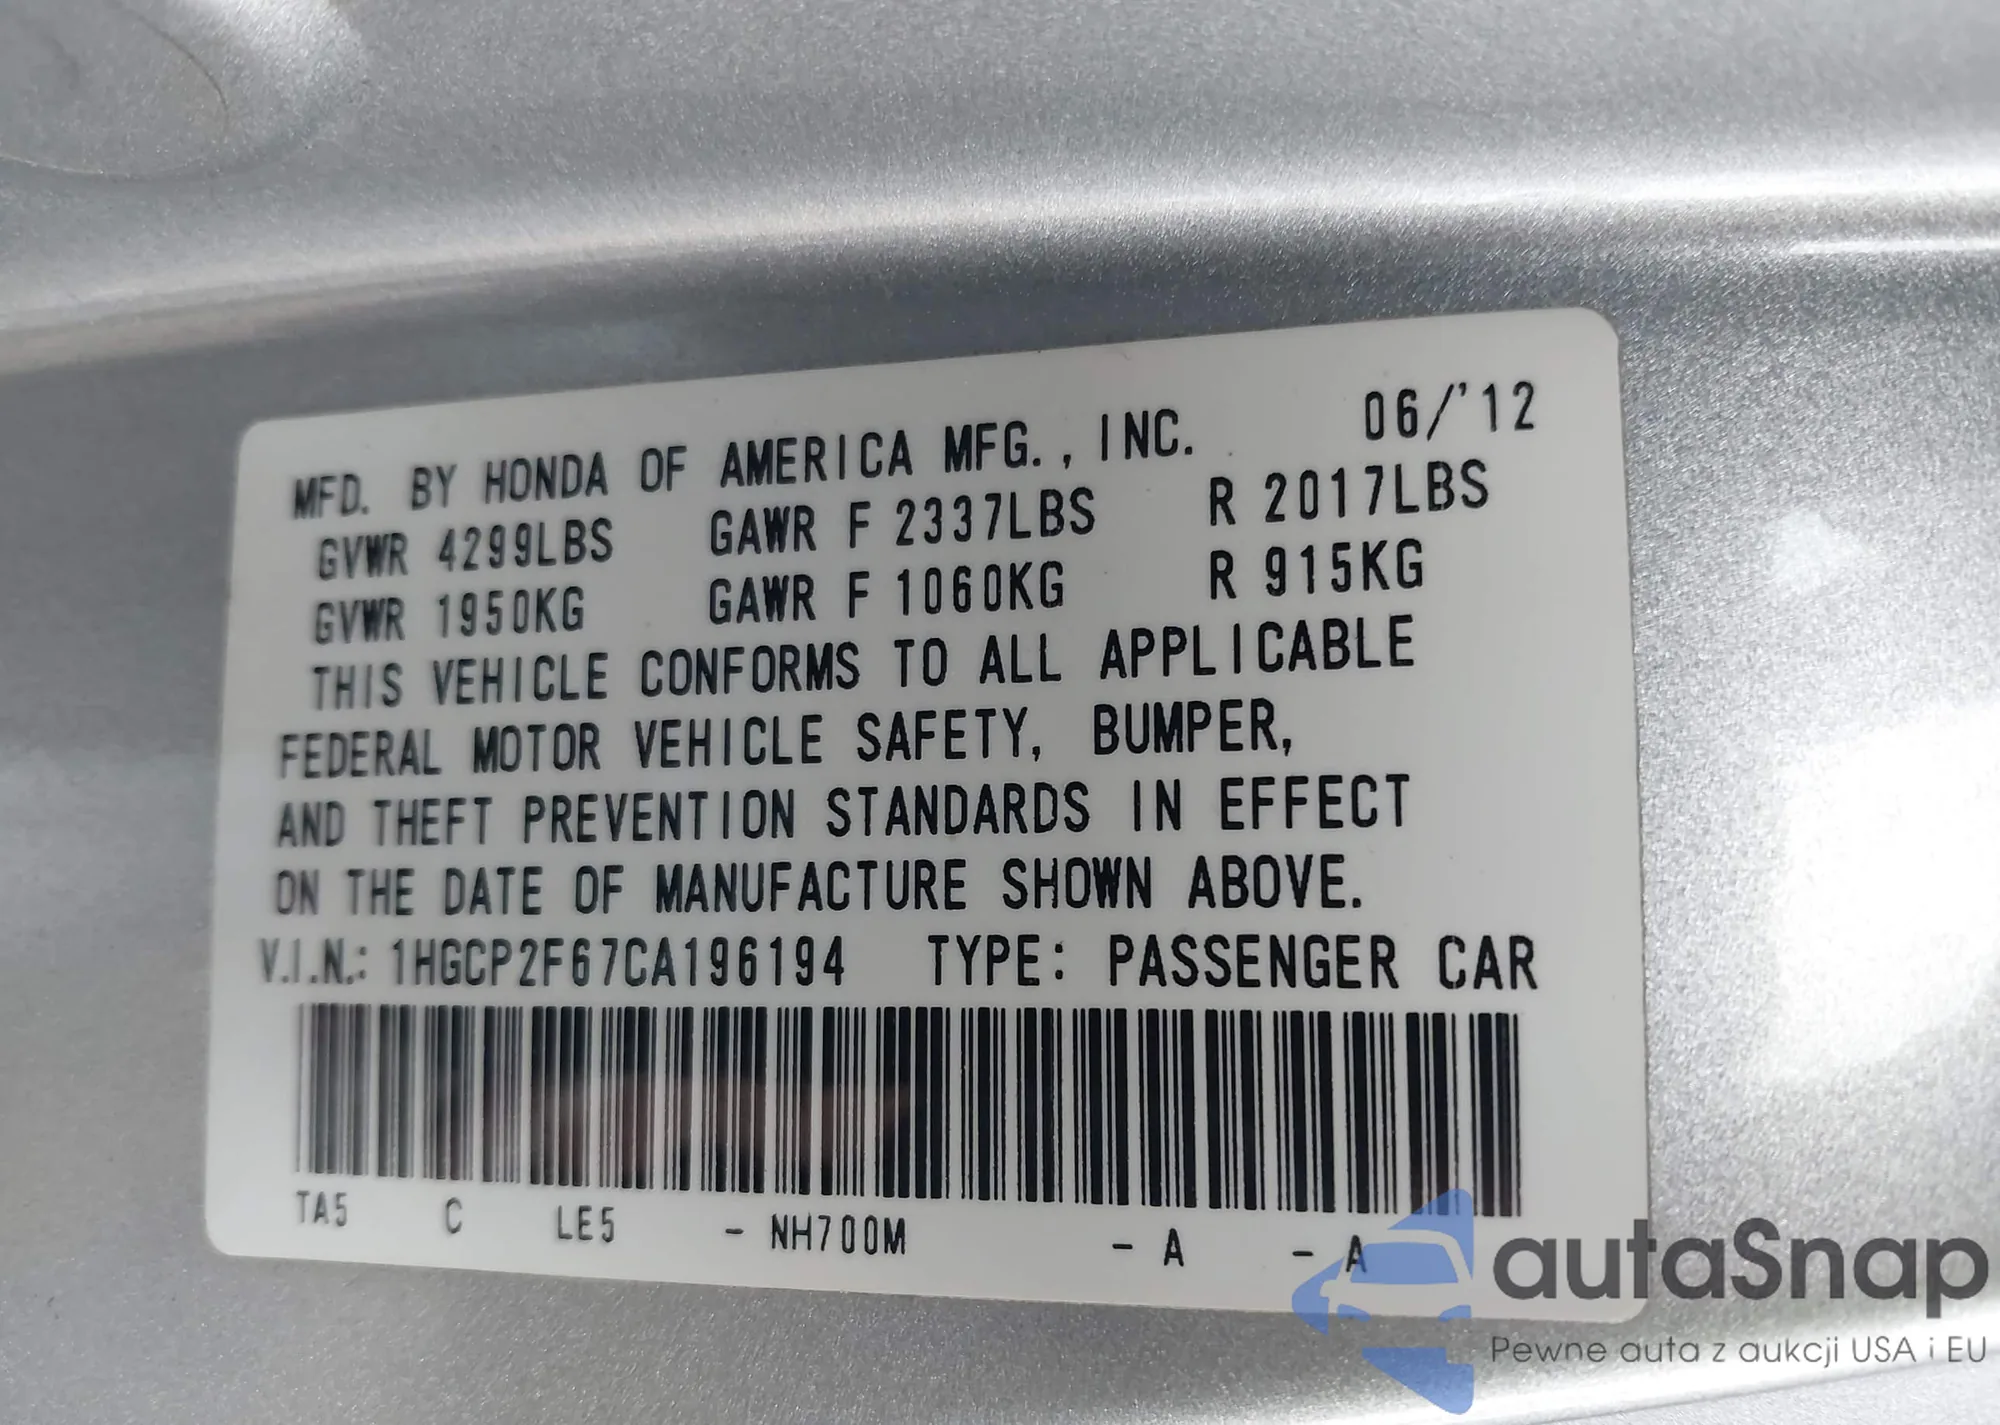 MFD. BY HONDA OF AMERICA MFG., INC. 06/'12
GVWR 4299LBS GAWR F 2337LBS R 2017LBS
GVWR 1950KG GAWR F 1060KG R 915KG
THIS VEHICLE CONFORMS TO ALL APPLICABLE
FEDERAL MOTOR VEHICLE SAFETY, BUMPER,
AND THEFT PREVENTION STANDARDS IN EFFECT
ON THE DATE OF MANUFACTURE SHOWN ABOVE.
V.I.N.: 1HGCP2F67CA196194 TYPE: PASSENGER CAR
TA5 C LE5 - NH700M - A - A
autaSnap
Pewne auta z aukcji USA i EU